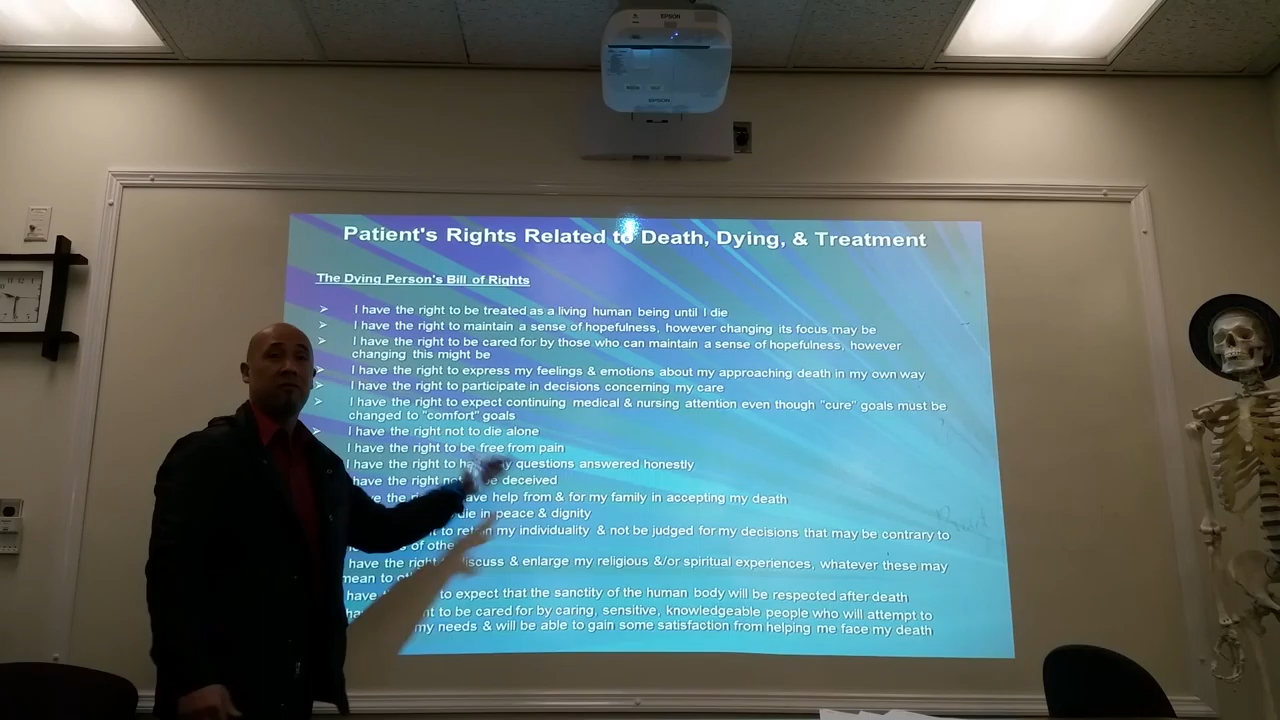 EPSON
EPSON
Patient's Rights Related to Death, Dying, & Treatment
The Dying Person's Bill of Rights
➢ I have the right to be treated as a living human being until I die
➢ I have the right to maintain a sense of hopefulness, however changing its focus may be
➢ I have the right to be cared for by those who can maintain a sense of hopefulness, however
changing this might be
➢ I have the right to express my feelings & emotions about my approaching death in my own way
➢ I have the right to participate in decisions concerning my care
➢ I have the right to expect continuing medical & nursing attention even though "cure" goals must be
changed to "comfort" goals
➢ I have the right not to die alone
I have the right to be free from pain
I have the right to questions answered honestly
have the right deceived
the help from & for my family in accepting my death
die in peace & dignity
to retain my individuality & not be judged for my decisions that may be contrary to
of
have the right discuss & enlarge my religious &/or spiritual experiences, whatever these may
mean to
have to expect that the sanctity of the human body will be respected after death
to be cared for by caring, sensitive, knowledgeable people who will attempt to
my needs & will be able to gain some satisfaction from helping me face my death